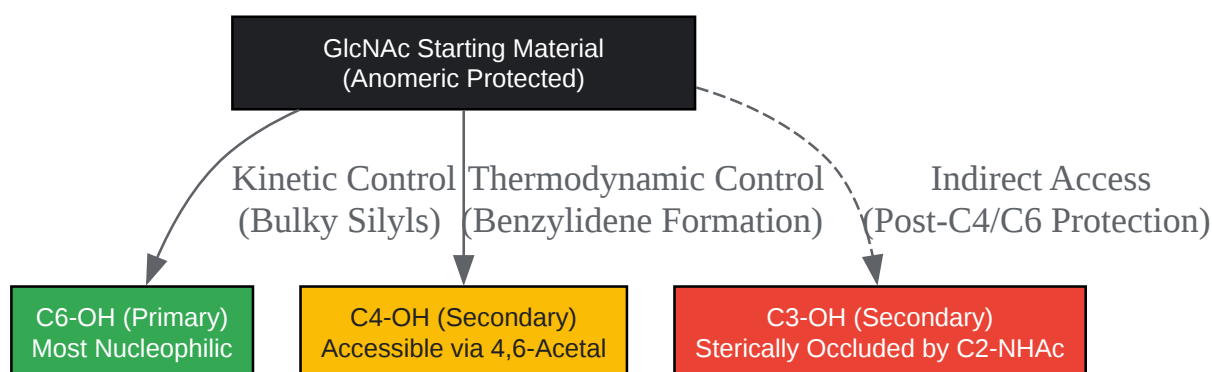 GlcNAc Starting Material
(Anomeric Protected)
Kinetic Control
(Bulky Silyls)
Thermodynamic Control
(Benzylidene Formation)
Indirect Access
(Post-C4/C6 Protection)
C6-OH (Primary)
Most Nucleophilic
C4-OH (Secondary)
Accessible via 4,6-Acetal
C3-OH (Secondary)
Sterically Occluded by C2-NHAc